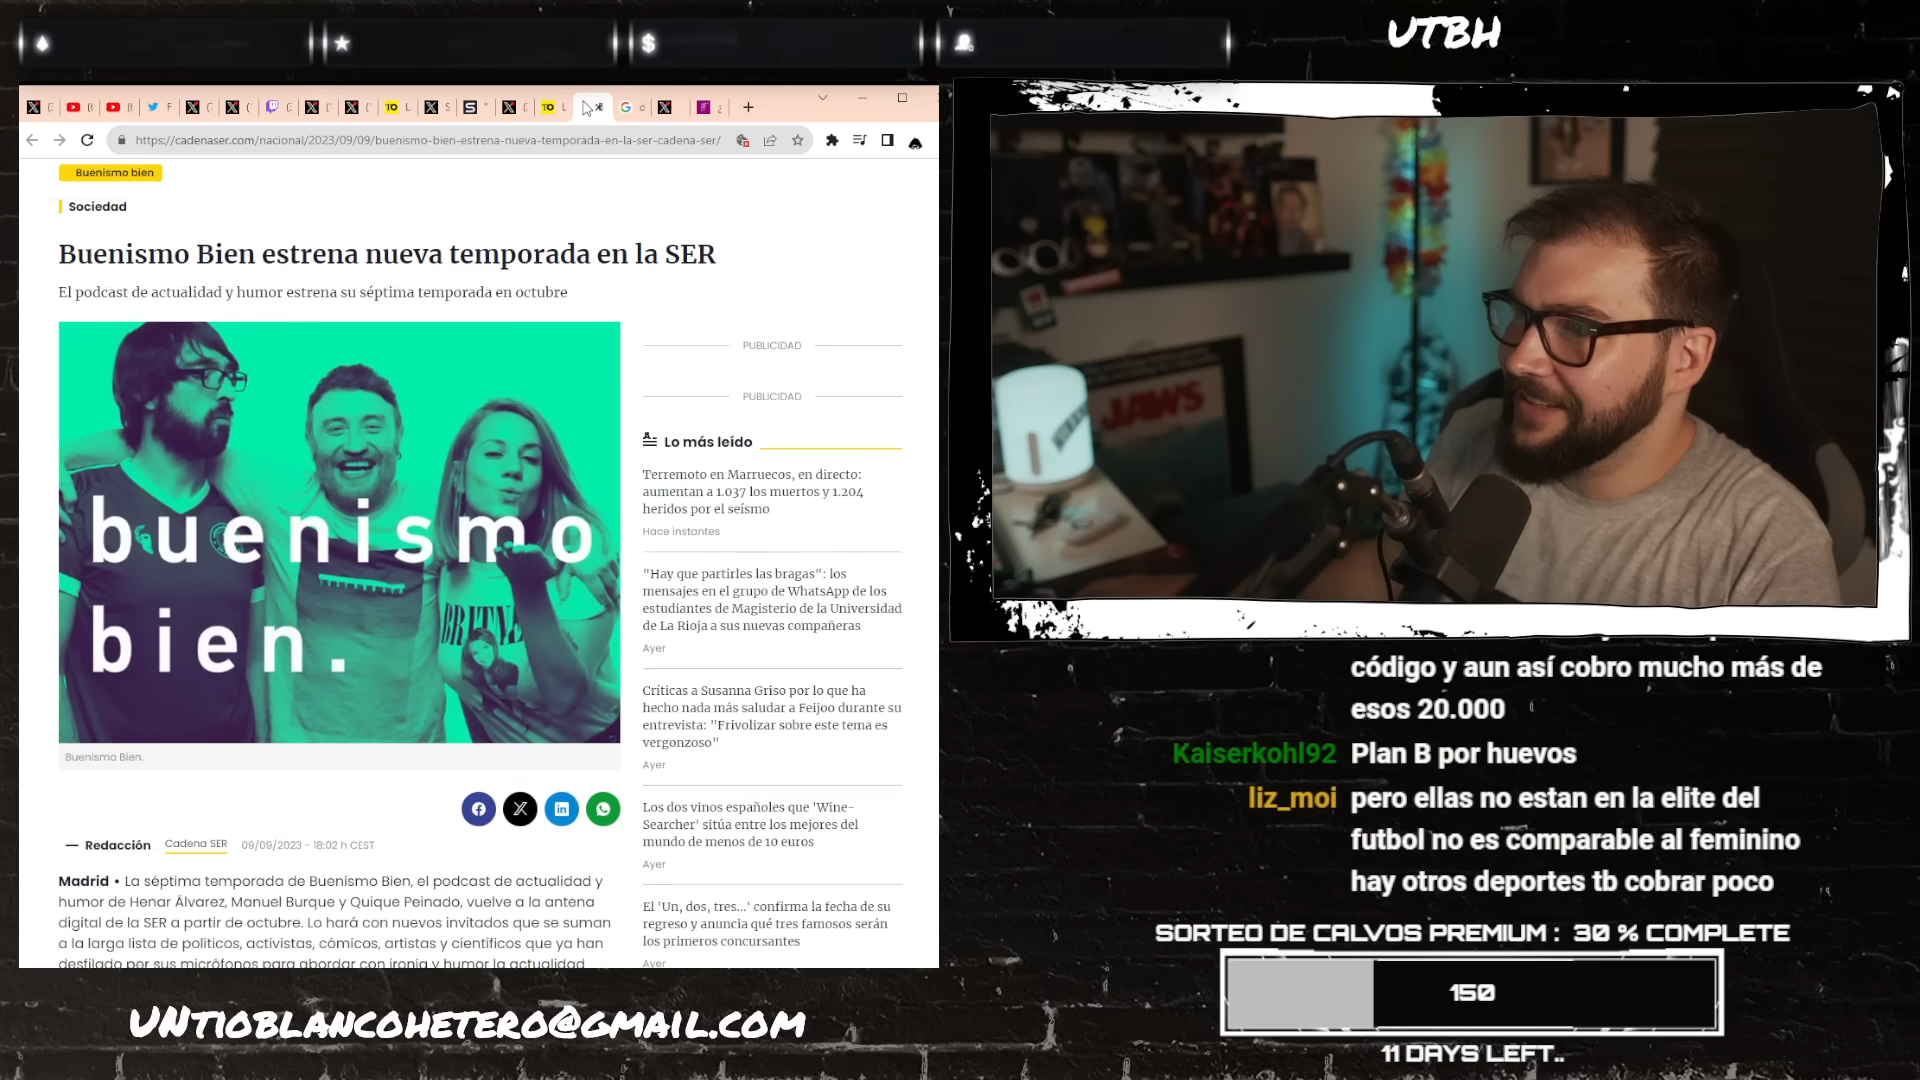 UTBH
https://cadenaser.com/nacional/2023/09/09/buenismo-bien-estrena-nueva-temporada-en-la-ser-cadena-ser/
Buenismo bien
Sociedad
Buenismo Bien estrena nueva temporada en la SER
El podcast de actualidad y humor estrena su séptima temporada en octubre
buenismo
bien.
BRITNEY
Buenismo Bien.
Redacción Cadena SER 09/09/2023 - 18:02 h CEST
Madrid • La séptima temporada de Buenismo Bien, el podcast de actualidad y
humor de Henar Álvarez, Manuel Burque y Quique Peinado, vuelve a la antena
digital de la SER a partir de octubre. Lo hará con nuevos invitados que se suman
a la larga lista de políticos, activistas, cómicos, artistas y científicos que ya han
desfilado por sus micrófonos para abordar con ironía y humor la actualidad
PUBLICIDAD
PUBLICIDAD
Lo más leído
Terremoto en Marruecos, en directo:
aumentan a 1.037 los muertos y 1.204
heridos por el seísmo
Hace instantes
"Hay que partirles las bragas": los
mensajes en el grupo de WhatsApp de los
estudiantes de Magisterio de la Universidad
de La Rioja a sus nuevas compañeras
Ayer
Críticas a Susanna Griso por lo que ha
hecho nada más saludar a Feijoo durante su
entrevista: "Frivolizar sobre este tema es
vergonzoso"
Ayer
Los dos vinos españoles que 'Wine-
Searcher' sitúa entre los mejores del
mundo de menos de 10 euros
Ayer
El 'Un, dos, tres...' confirma la fecha de su
regreso y anuncia qué tres famosos serán
los primeros concursantes
Ayer
JAWS
código y aun así cobro mucho más de
esos 20.000
Kaiserkohl92 Plan B por huevos
liz_moi pero ellas no estan en la elite del
futbol no es comparable al feminino
hay otros deportes tb cobrar poco
SORTEO DE CALVOS PREMIUM : 30 % COMPLETE
150
11 DAYS LEFT..
UNTIOBLANCOHETERO@GMAIL.COM